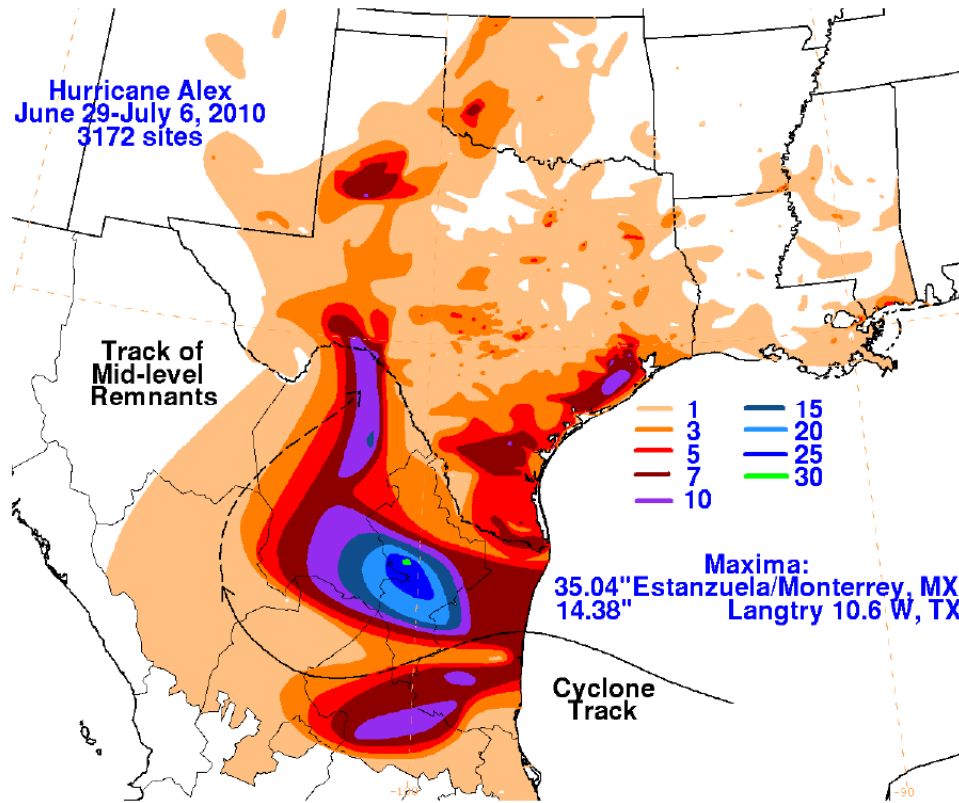 Hurricane Alex
June 29-July 6, 2010
3172 sites
Track of
Mid-level
Remnants
1
3
5
7
10
15
20
25
30
Maxima:
35.04"Estanzuela/Monterrey, MX
14.38" Langtry 10.6 W, TX
Cyclone
Track
-100
-90